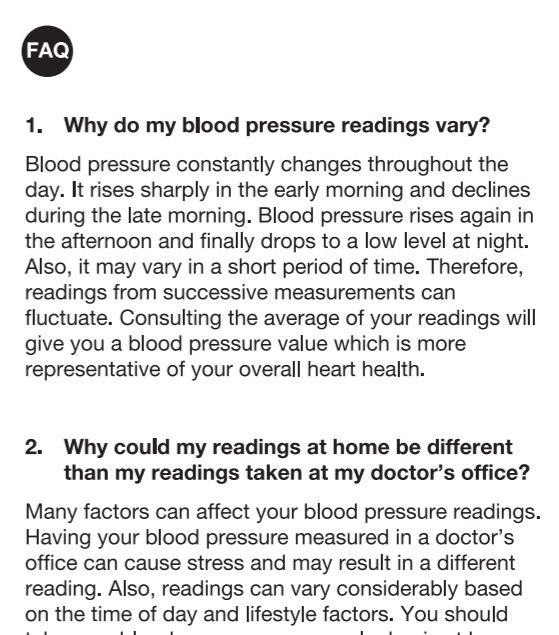 FAQ
1. Why do my blood pressure readings vary?
Blood pressure constantly changes throughout the
day. It rises sharply in the early morning and declines
during the late morning. Blood pressure rises again in
the afternoon and finally drops to a low level at night.
Also, it may vary in a short period of time. Therefore,
readings from successive measurements can
fluctuate. Consulting the average of your readings will
give you a blood pressure value which is more
representative of your overall heart health.
2. Why could my readings at home be different
than my readings taken at my doctor's office?
Many factors can affect your blood pressure readings.
Having your blood pressure measured in a doctor's
office can cause stress and may result in a different
reading. Also, readings can vary considerably based
on the time of day and lifestyle factors. You should